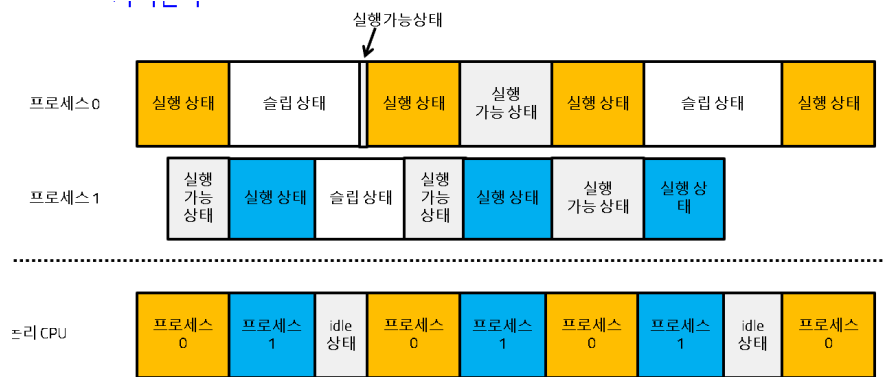 실행가능상태
프로세스 0
실행 상태
슬립 상태
실행 상태
실행
가능 상태
실행 상태
슬립 상태
실행 상태
프로세스 1
실행
가능
상태
실행 상태
슬립 상태
실행
가능
상태
실행 상태
실행
가능 상태
실행 상
태
CPU
프로세스
0
프로세스
1
idle
상태
프로세스
0
프로세스
1
프로세스
0
프로세스
1
idle
상태
프로세스
0